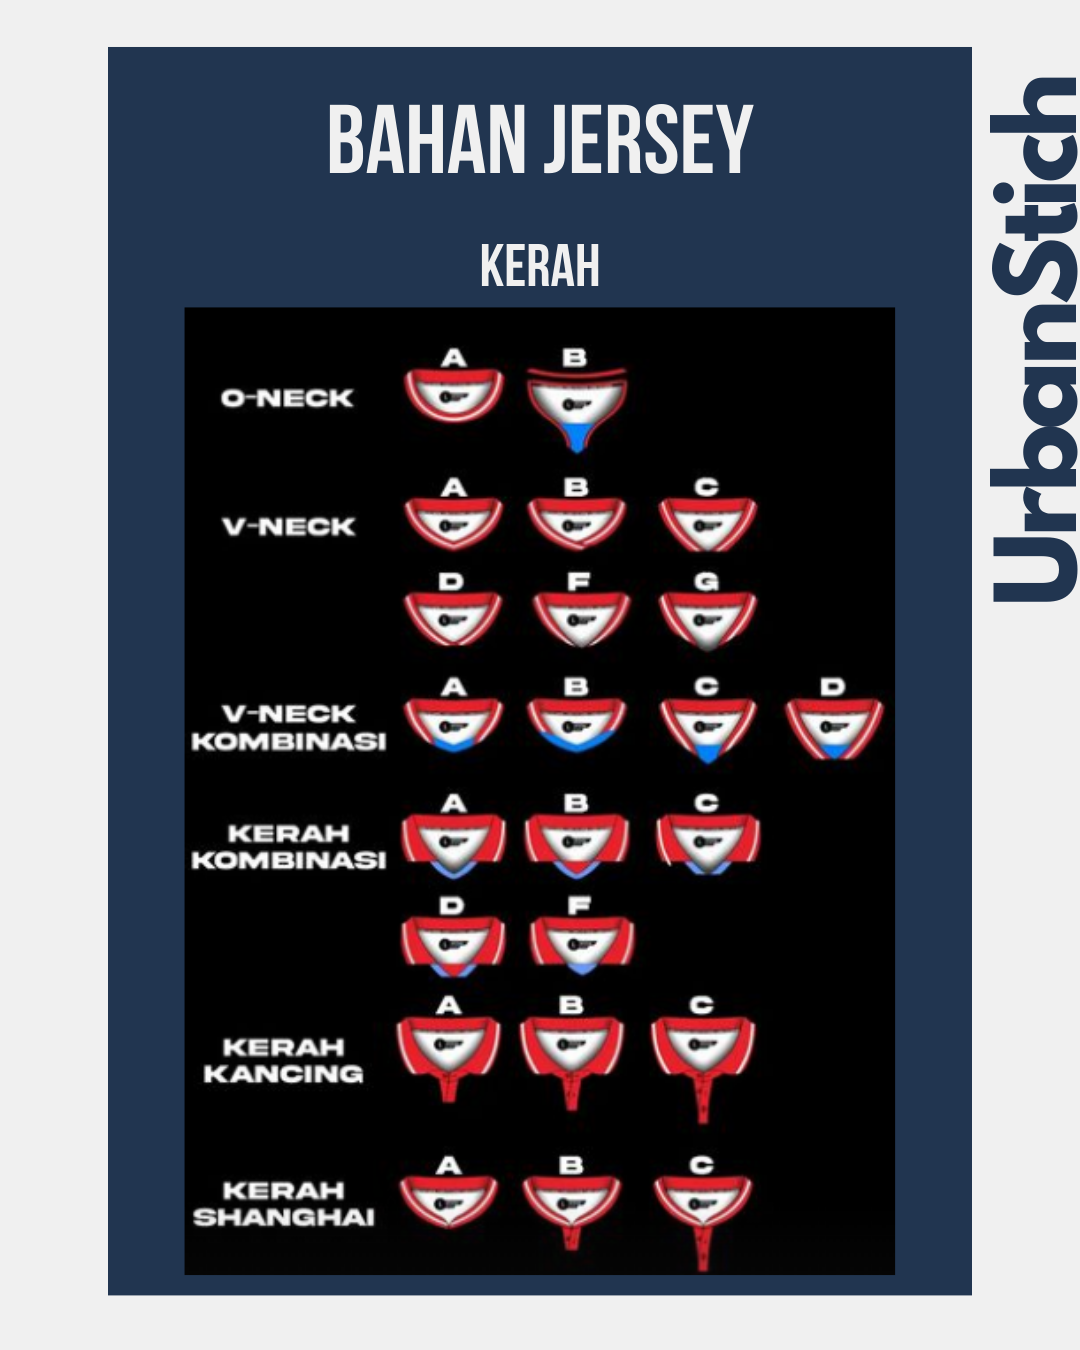 BAHAN JERSEY
KERAH
A B
O-NECK
A B C
V-NECK
D F G
A B C D
V-NECK
KOMBINASI
A B C
KERAH
KOMBINASI
D F
A B C
KERAH
KANCING
A B C
KERAH
SHANGHAI
UrbanStich